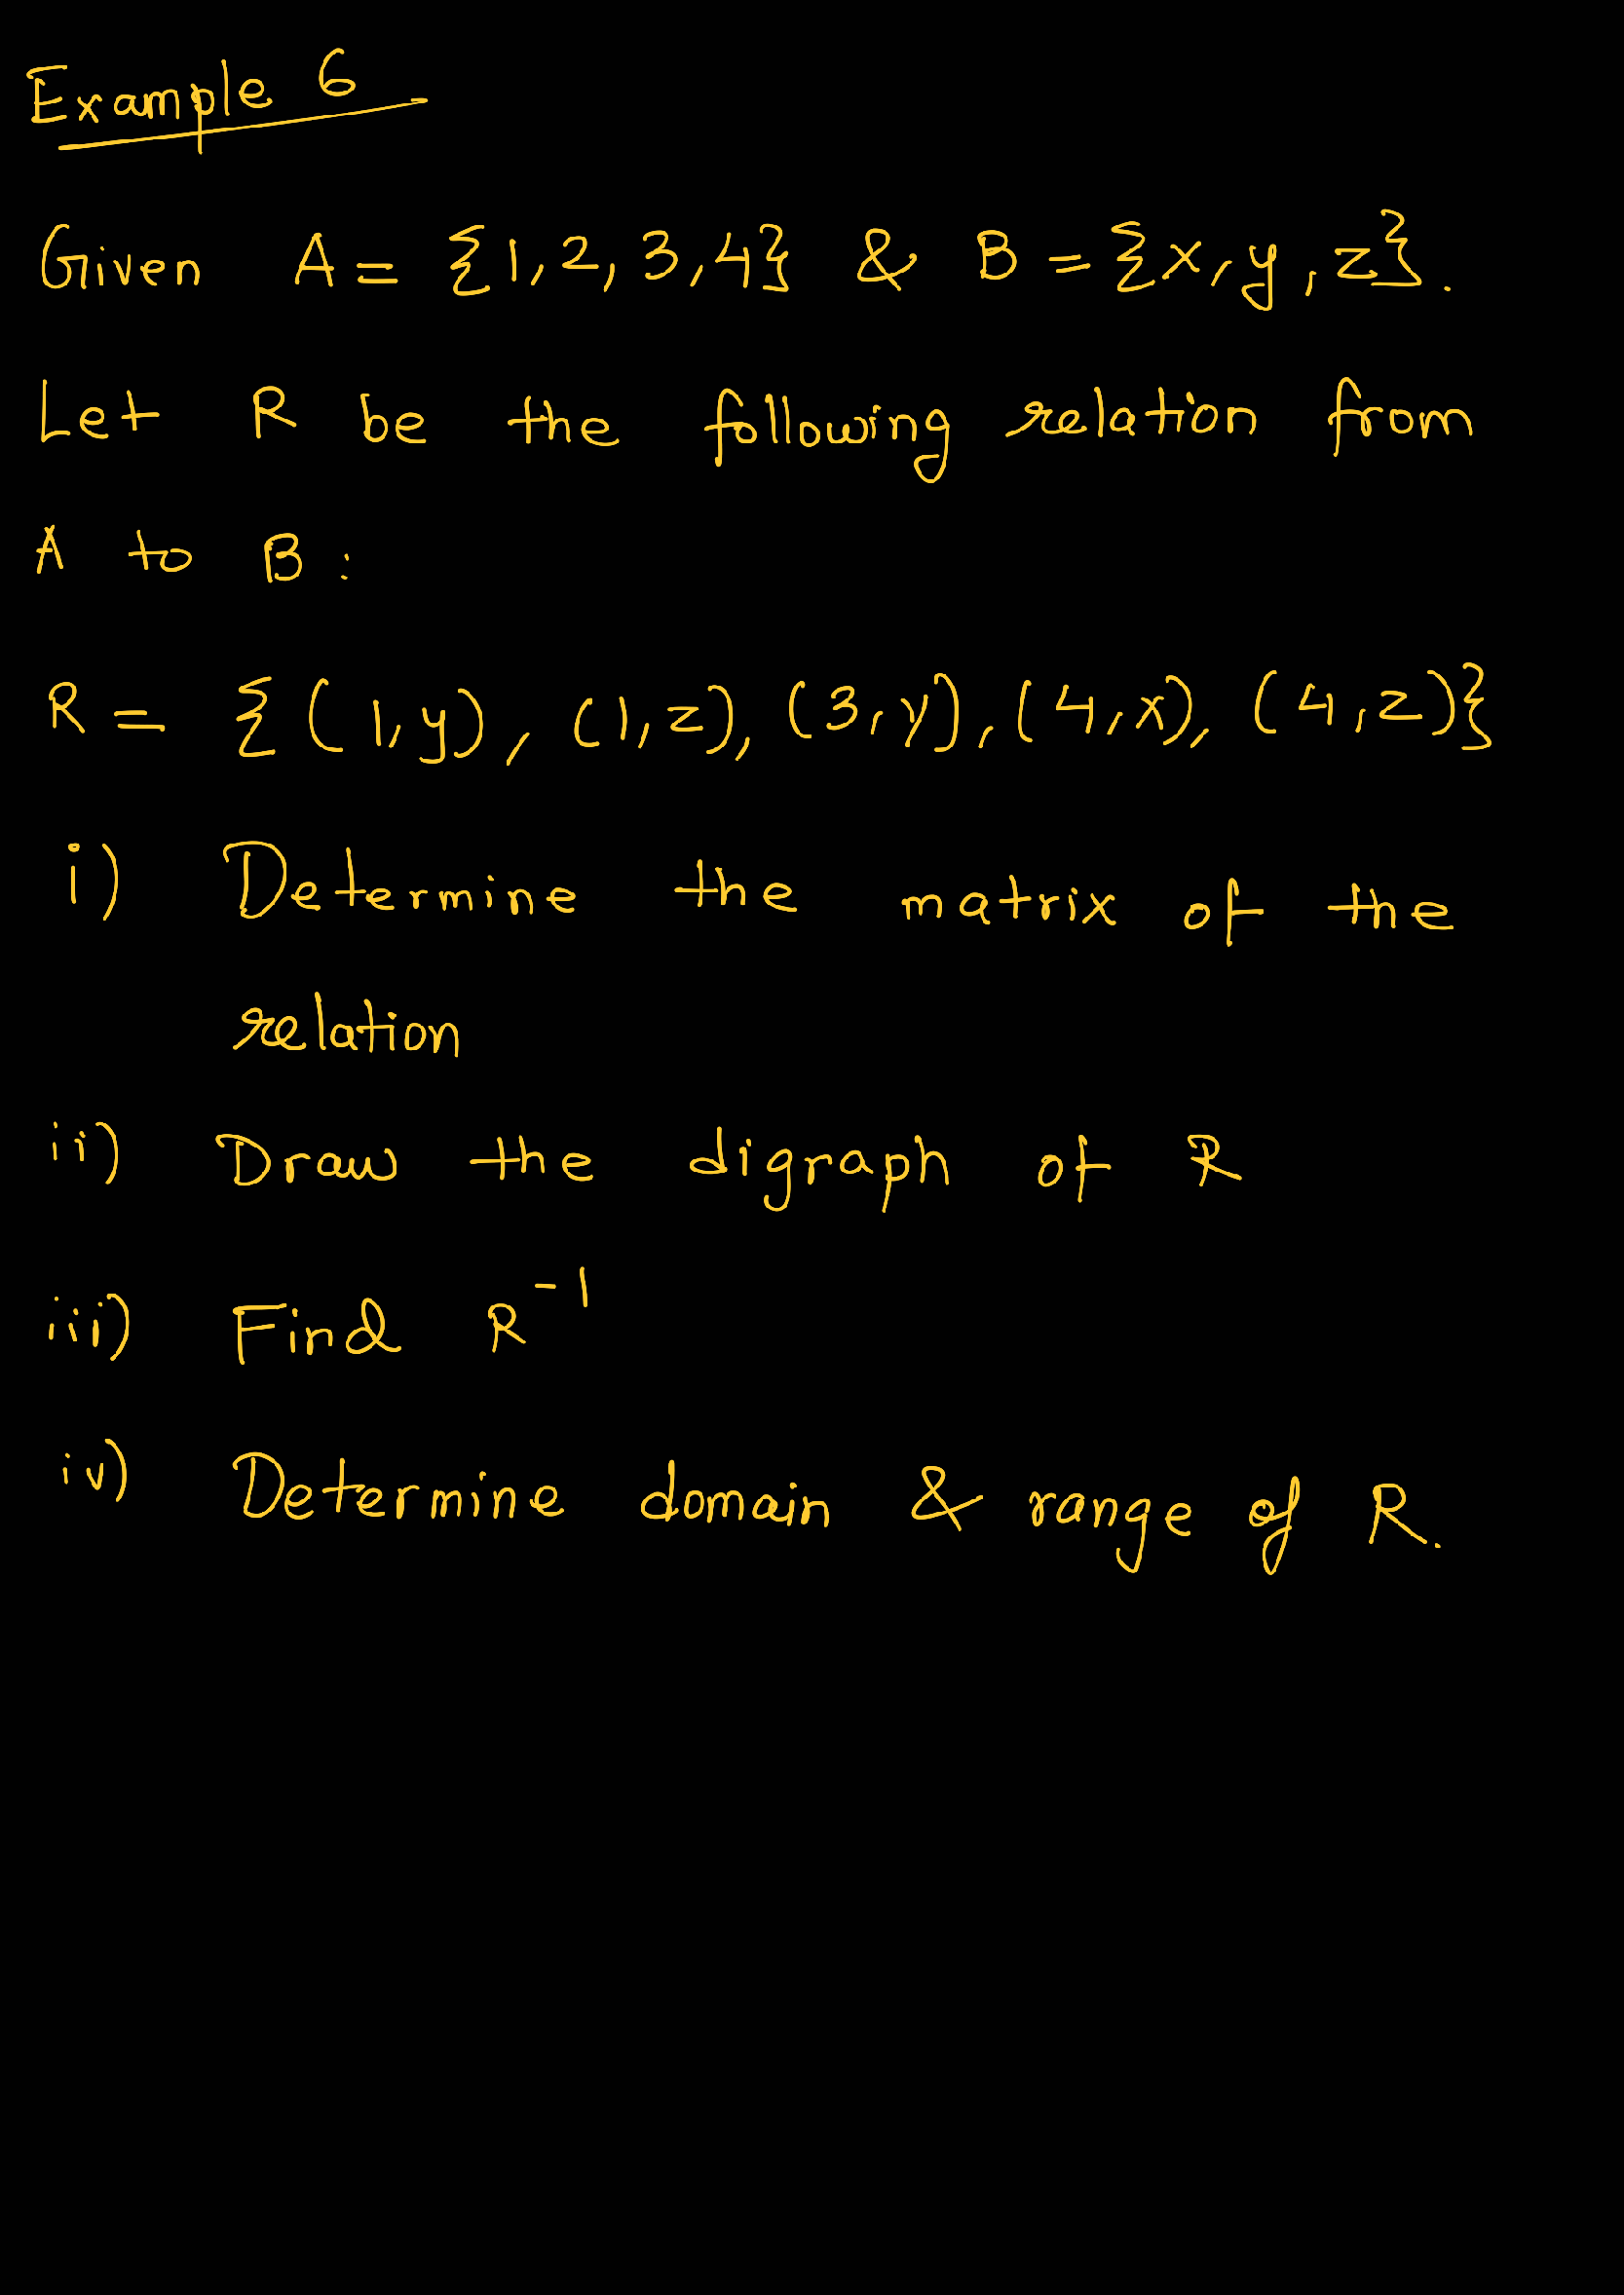 Example 6
Given A = {1, 2, 3, 4} & B = {x, y, z}.
Let R be the following relation from
A to B:
R = { (1, y), (1, z), (3, y), (4, x), (4, z)}
i) Determine the matrix of the
relation
ii) Draw the digraph of R
iii) Find R⁻¹
iv) Determine domain & range of R.